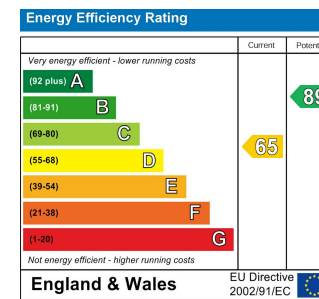 Energy Efficiency Rating
Current Potent
Very energy efficient - lower running costs
(92 plus) A
(81-91) B
89
(69-80) C
65
(55-68) D
(39-54) E
(21-38) F
(1-20) G
Not energy efficient - higher running costs
England & Wales
EU Directive
2002/91/EC